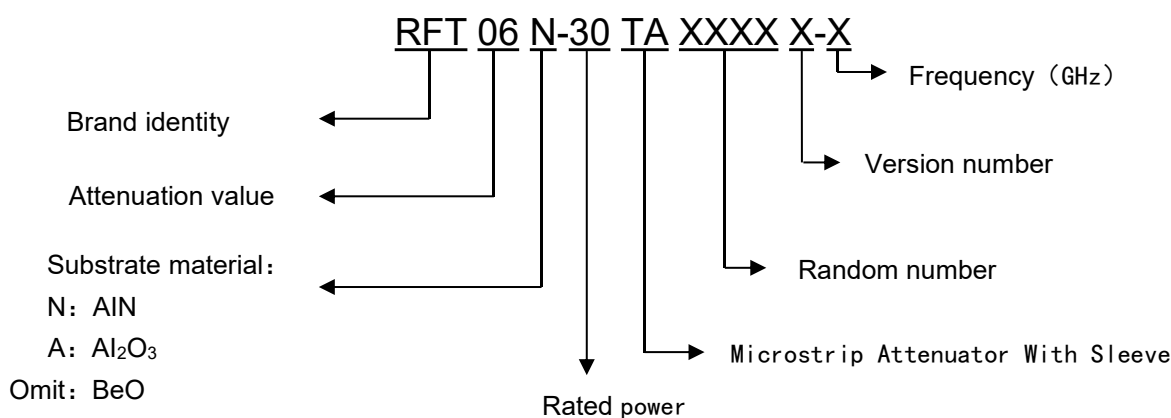 RFT 06 N-30 TA XXXX X-X
Frequency（GHz）
Brand identity
Version number
Attenuation value
Substrate material：
Random number
N：AIN
A：Al₂O₃
Microstrip Attenuator With Sleeve
Omit：BeO
Rated power